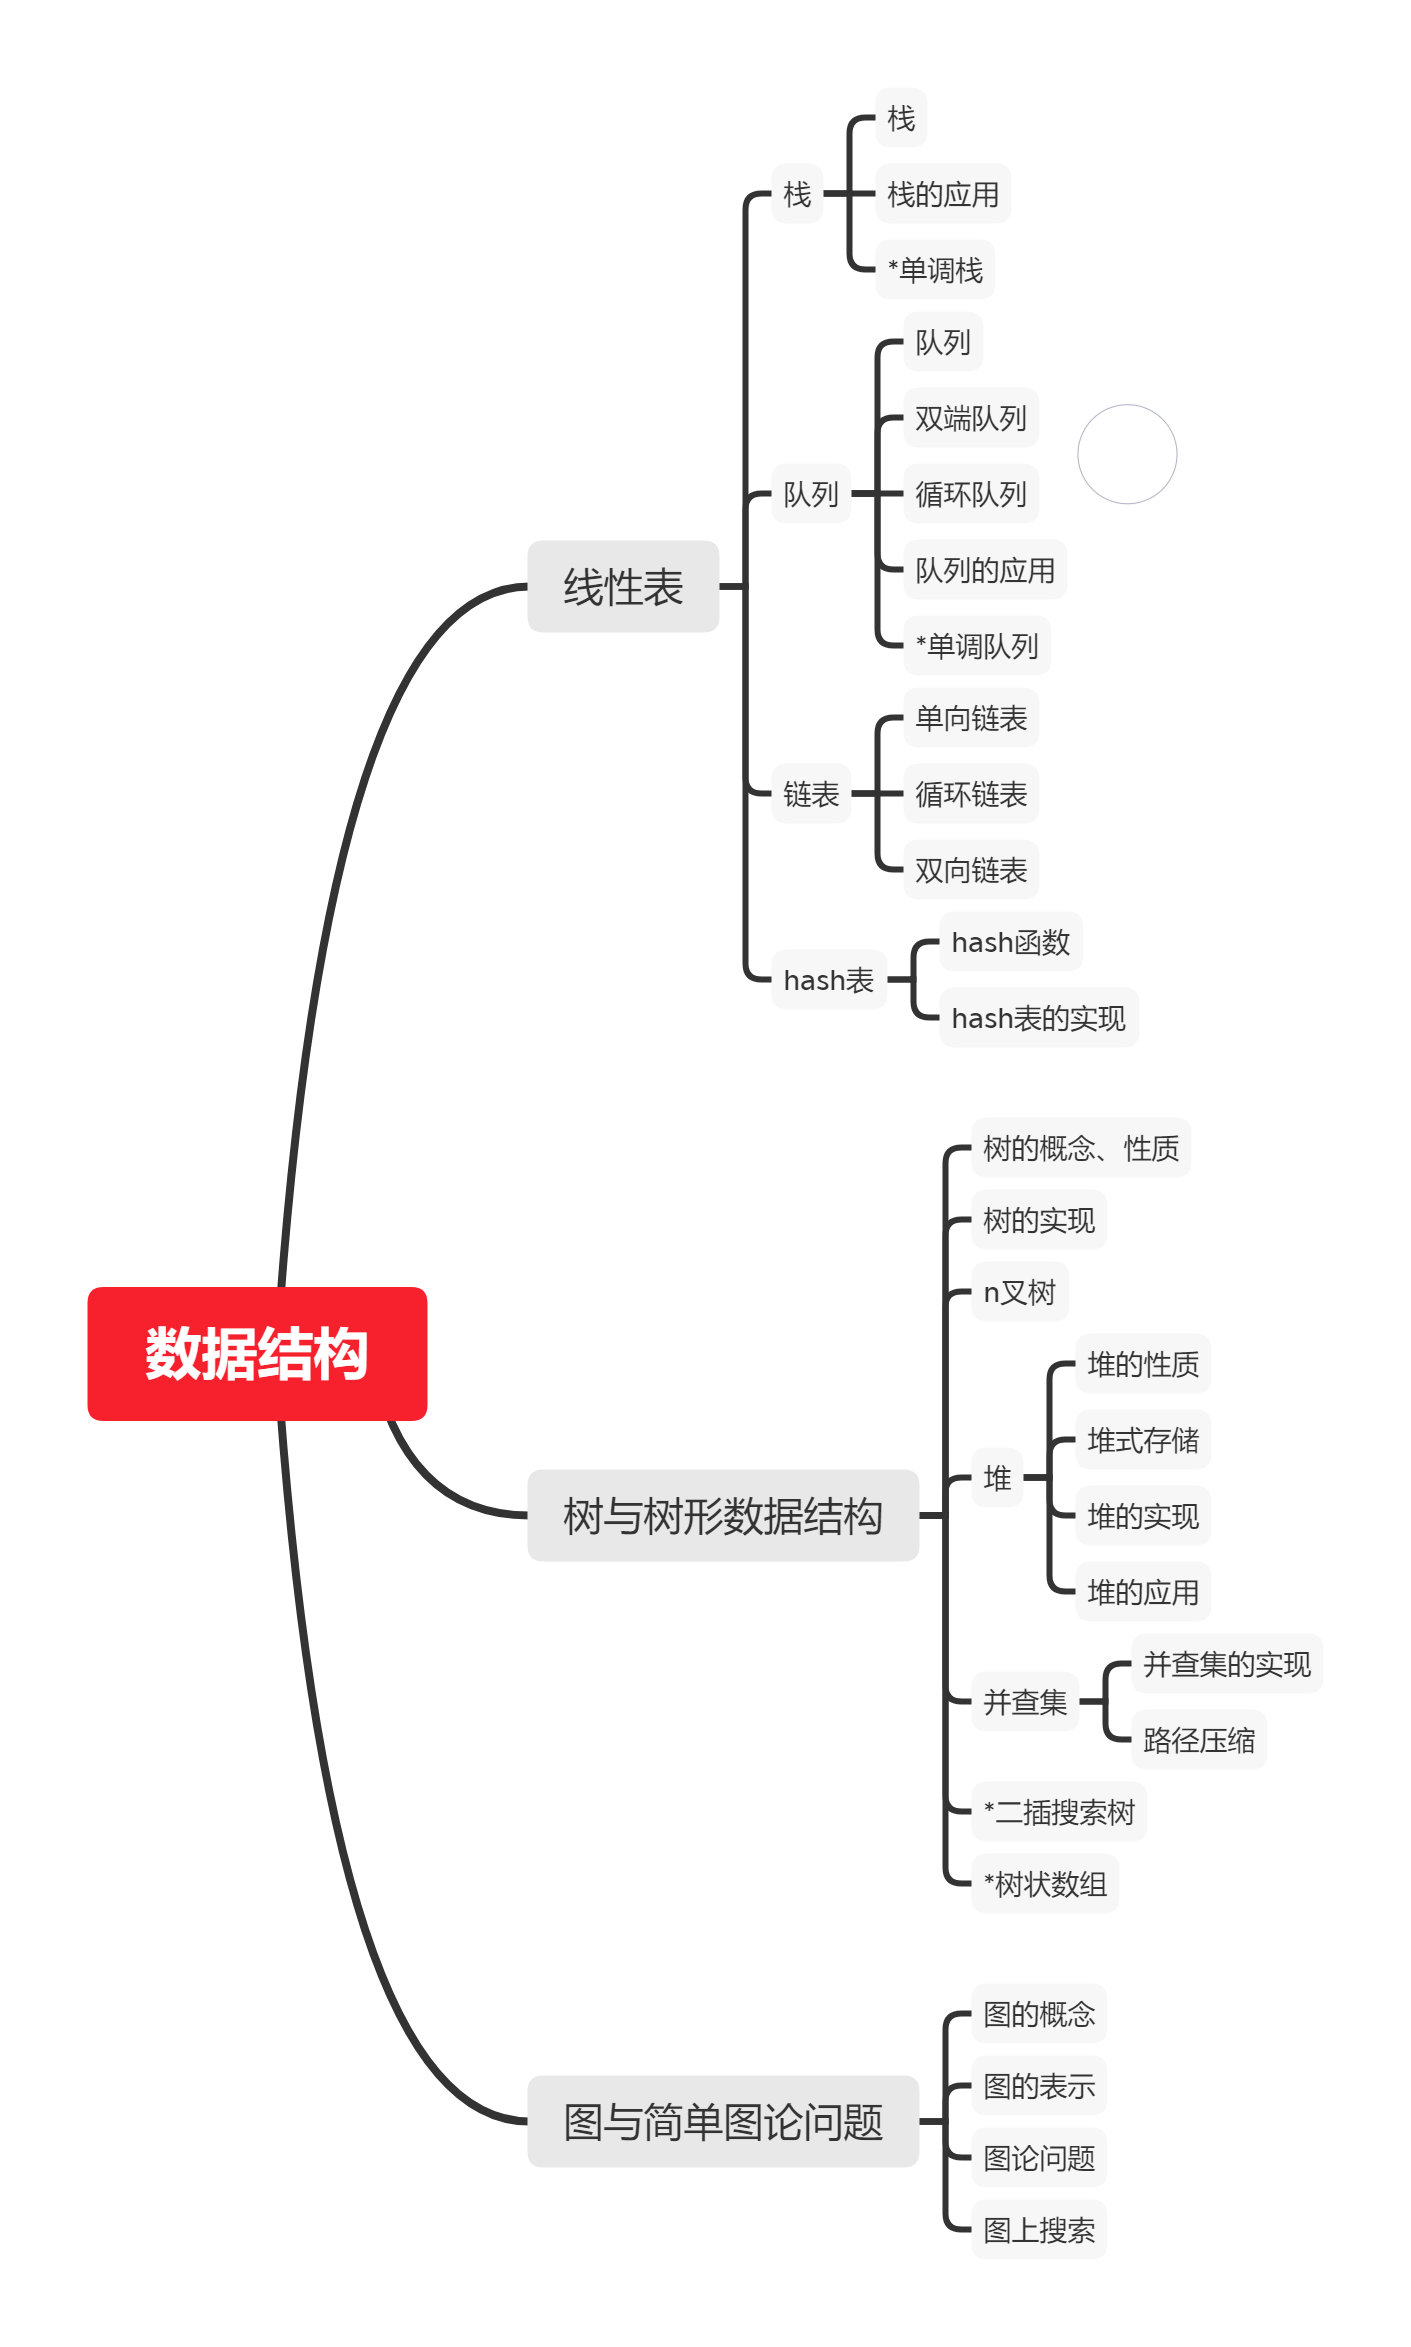 数据结构
线性表
栈
栈
栈的应用
*单调栈
队列
队列
双端队列
循环队列
队列的应用
*单调队列
链表
单向链表
循环链表
双向链表
hash表
hash函数
hash表的实现
树与树形数据结构
树的概念、性质
树的实现
n叉树
堆
堆的性质
堆式存储
堆的实现
堆的应用
并查集
并查集的实现
路径压缩
*二插搜索树
*树状数组
图与简单图论问题
图的概念
图的表示
图论问题
图上搜索